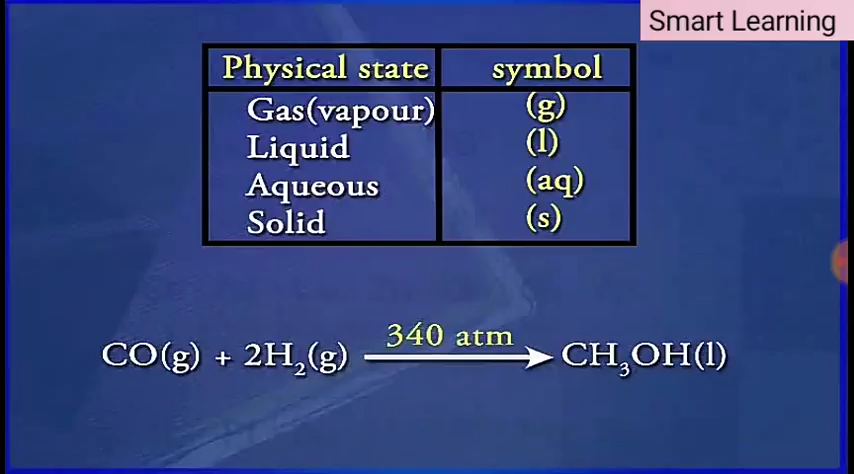 Smart Learning
Physical state symbol
Gas(vapour) (g)
Liquid (l)
Aqueous (aq)
Solid (s)
340 atm
CO(g) + 2H₂(g) ⟶ CH₃OH(l)